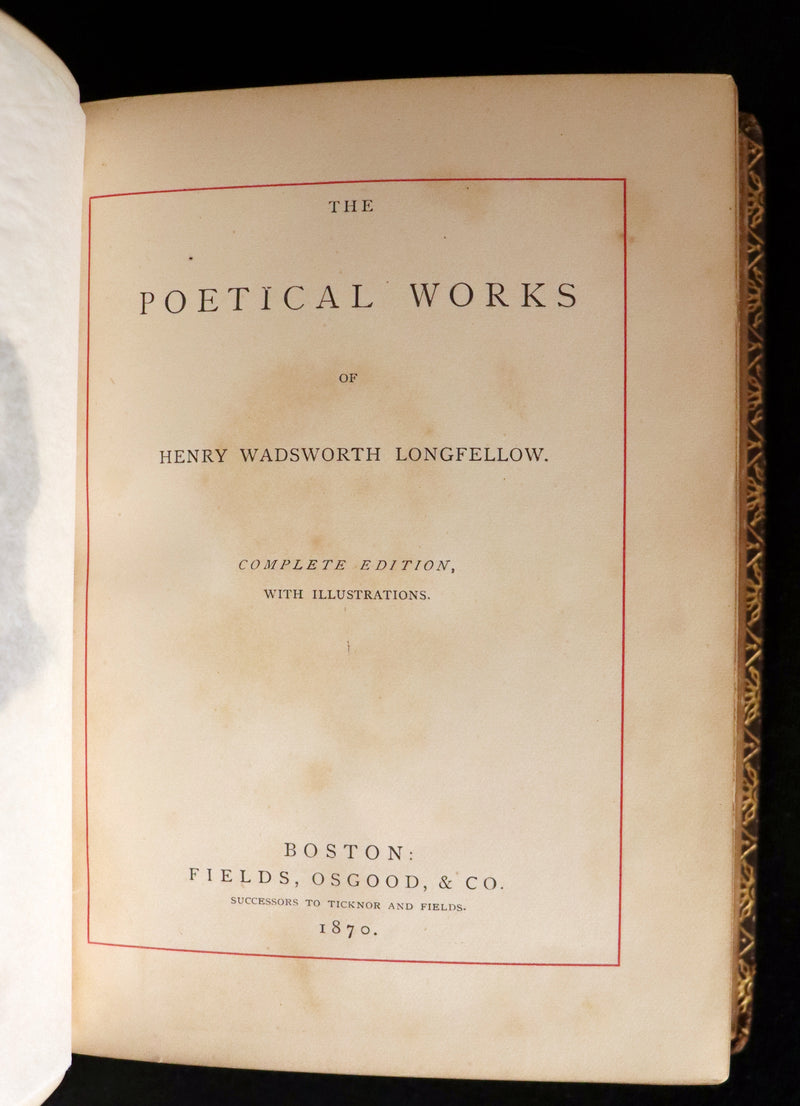 THE
POETICAL WORKS
OF
HENRY WADSWORTH LONGFELLOW.
COMPLETE EDITION,
WITH ILLUSTRATIONS.
BOSTON:
FIELDS, OSGOOD, & CO.
SUCCESSORS TO TICKNOR AND FIELDS.
1870.